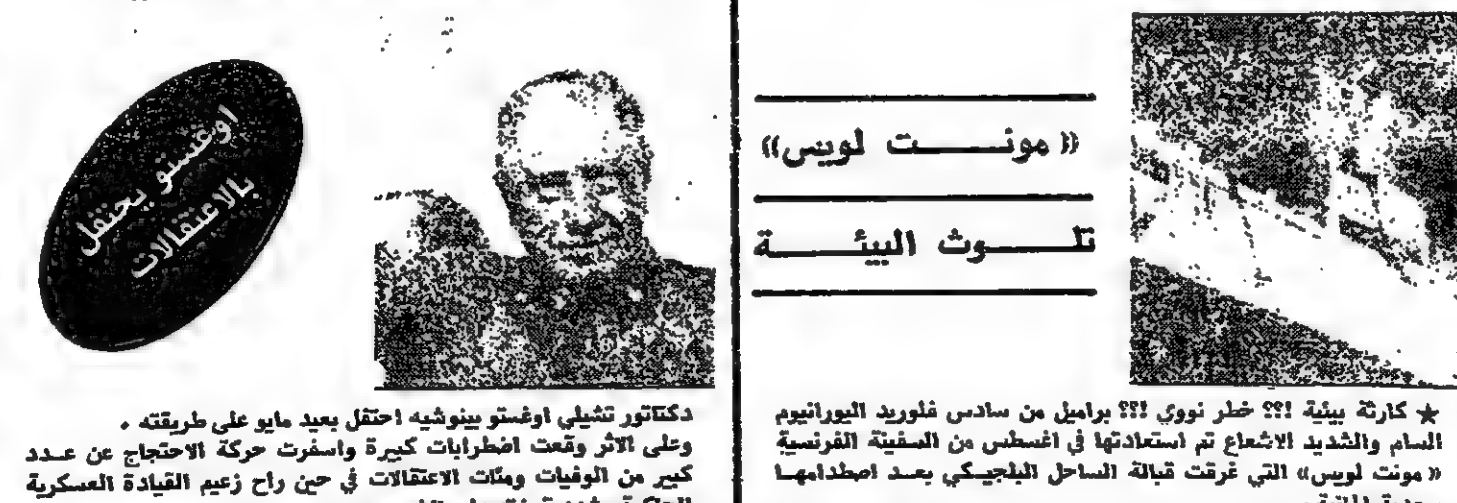 « مونت لويس»
تلوث البيئة
★ كارثة بيئية !؟؟ خطر نووي !؟؟ براميل من سادس فلوريد اليورانيوم
السام والشديد الاشعاع تم استعادتها في اغسطس من السفينة الفرنسية
« مونت لويس» التي غرقت قبالة الساحل البلجيكي بعد اصطدامها
اوغستو يحتفل
بالاعتقالات
دكتاتور تشيلي اوغستو بينوشيه احتفل بعيد مايو على طريقته .
وعلى الاثر وقعت اضطرابات كبيرة واسفرت حركة الاحتجاج عن عدد
كبير من الوفيات ومئات الاعتقالات في حين راح زعيم القيادة العسكرية